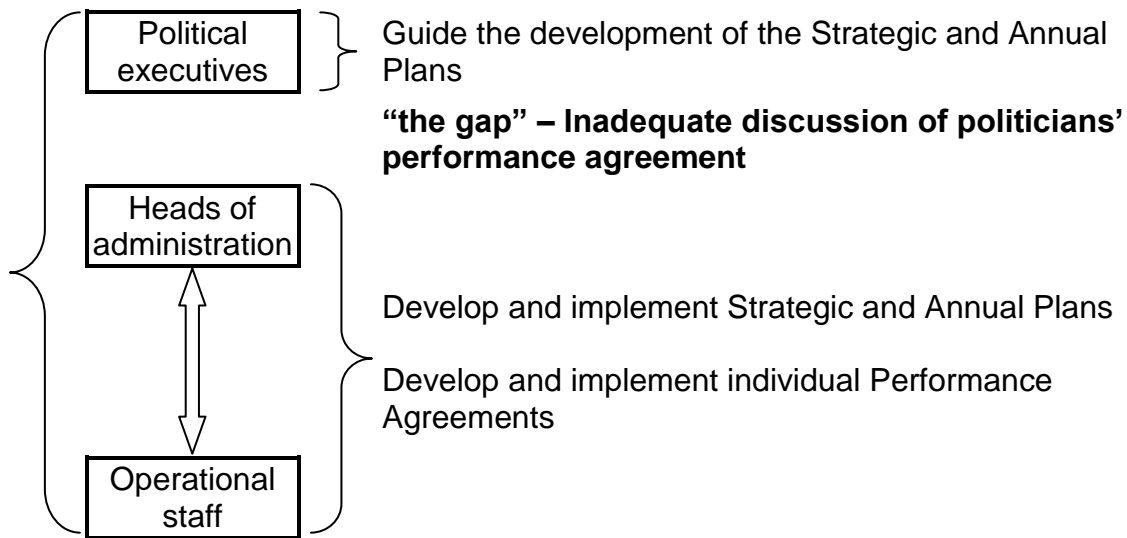 Political
executives
Guide the development of the Strategic and Annual
Plans
“the gap” – Inadequate discussion of politicians’
performance agreement
Heads of
administration
Develop and implement Strategic and Annual Plans
Develop and implement individual Performance
Agreements
Operational
staff